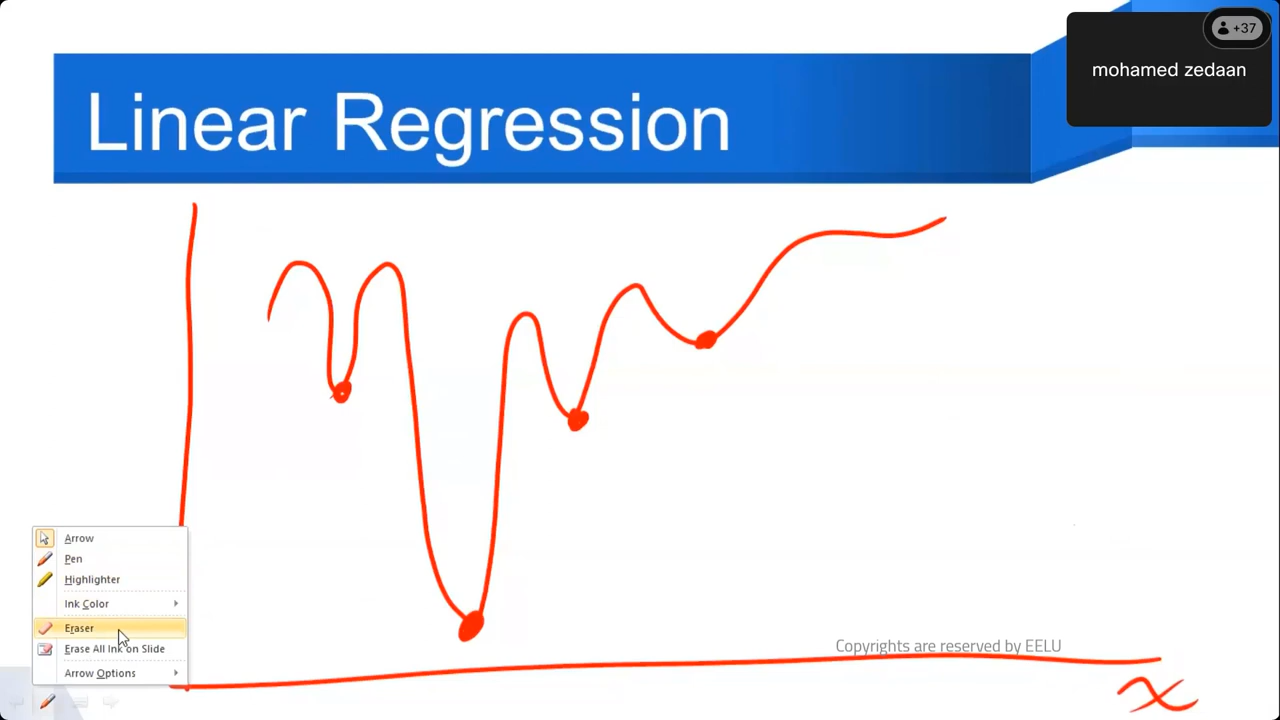 +37
mohamed zedaan
Linear Regression
Arrow
Pen
Highlighter
Ink Color
Eraser
Erase All Ink on Slide
Arrow Options
Copyrights are reserved by EELU
x